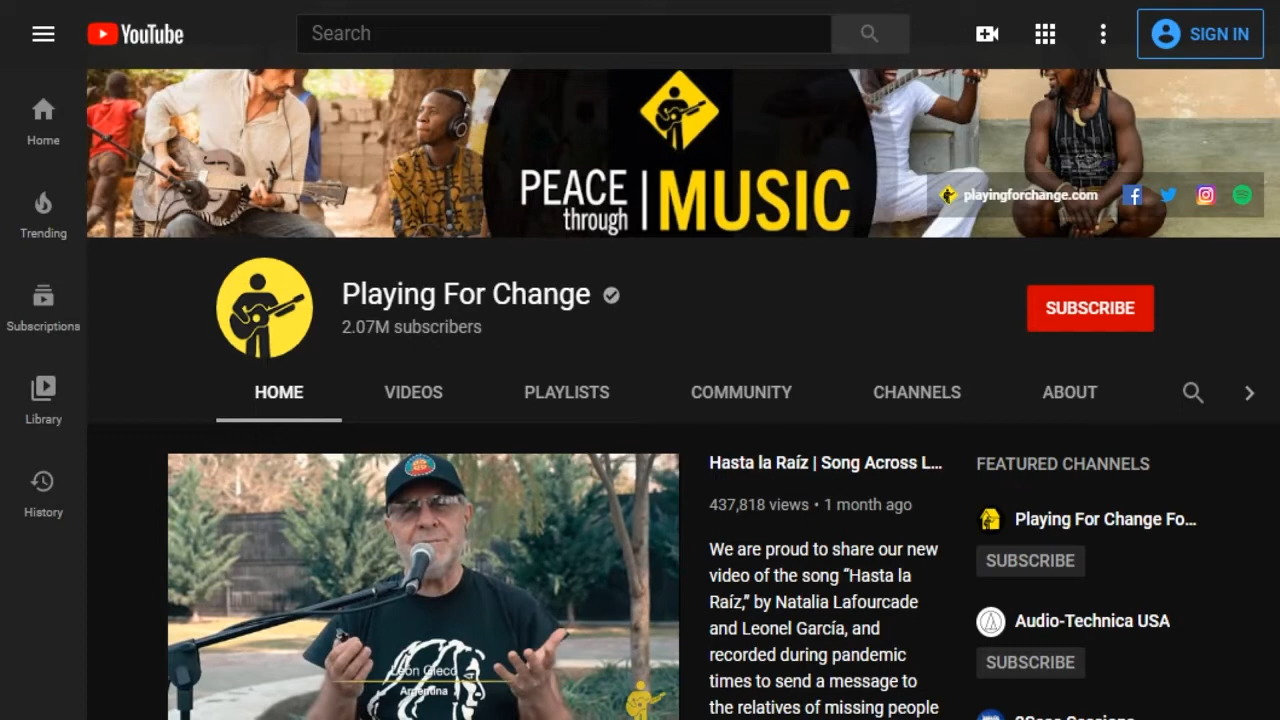 YouTube
Search
SIGN IN
Home
Trending
Subscriptions
Library
History
PEACE through | MUSIC
playingforchange.com
Playing For Change
2.07M subscribers
SUBSCRIBE
HOME VIDEOS PLAYLISTS COMMUNITY CHANNELS ABOUT
León Gieco
Argentina
Hasta la Raíz | Song Across L...
437,818 views • 1 month ago
We are proud to share our new
video of the song “Hasta la
Raíz,” by Natalia Lafourcade
and Leonel García, and
recorded during pandemic
times to send a message to
the relatives of missing people
FEATURED CHANNELS
Playing For Change Fo...
SUBSCRIBE
Audio-Technica USA
SUBSCRIBE